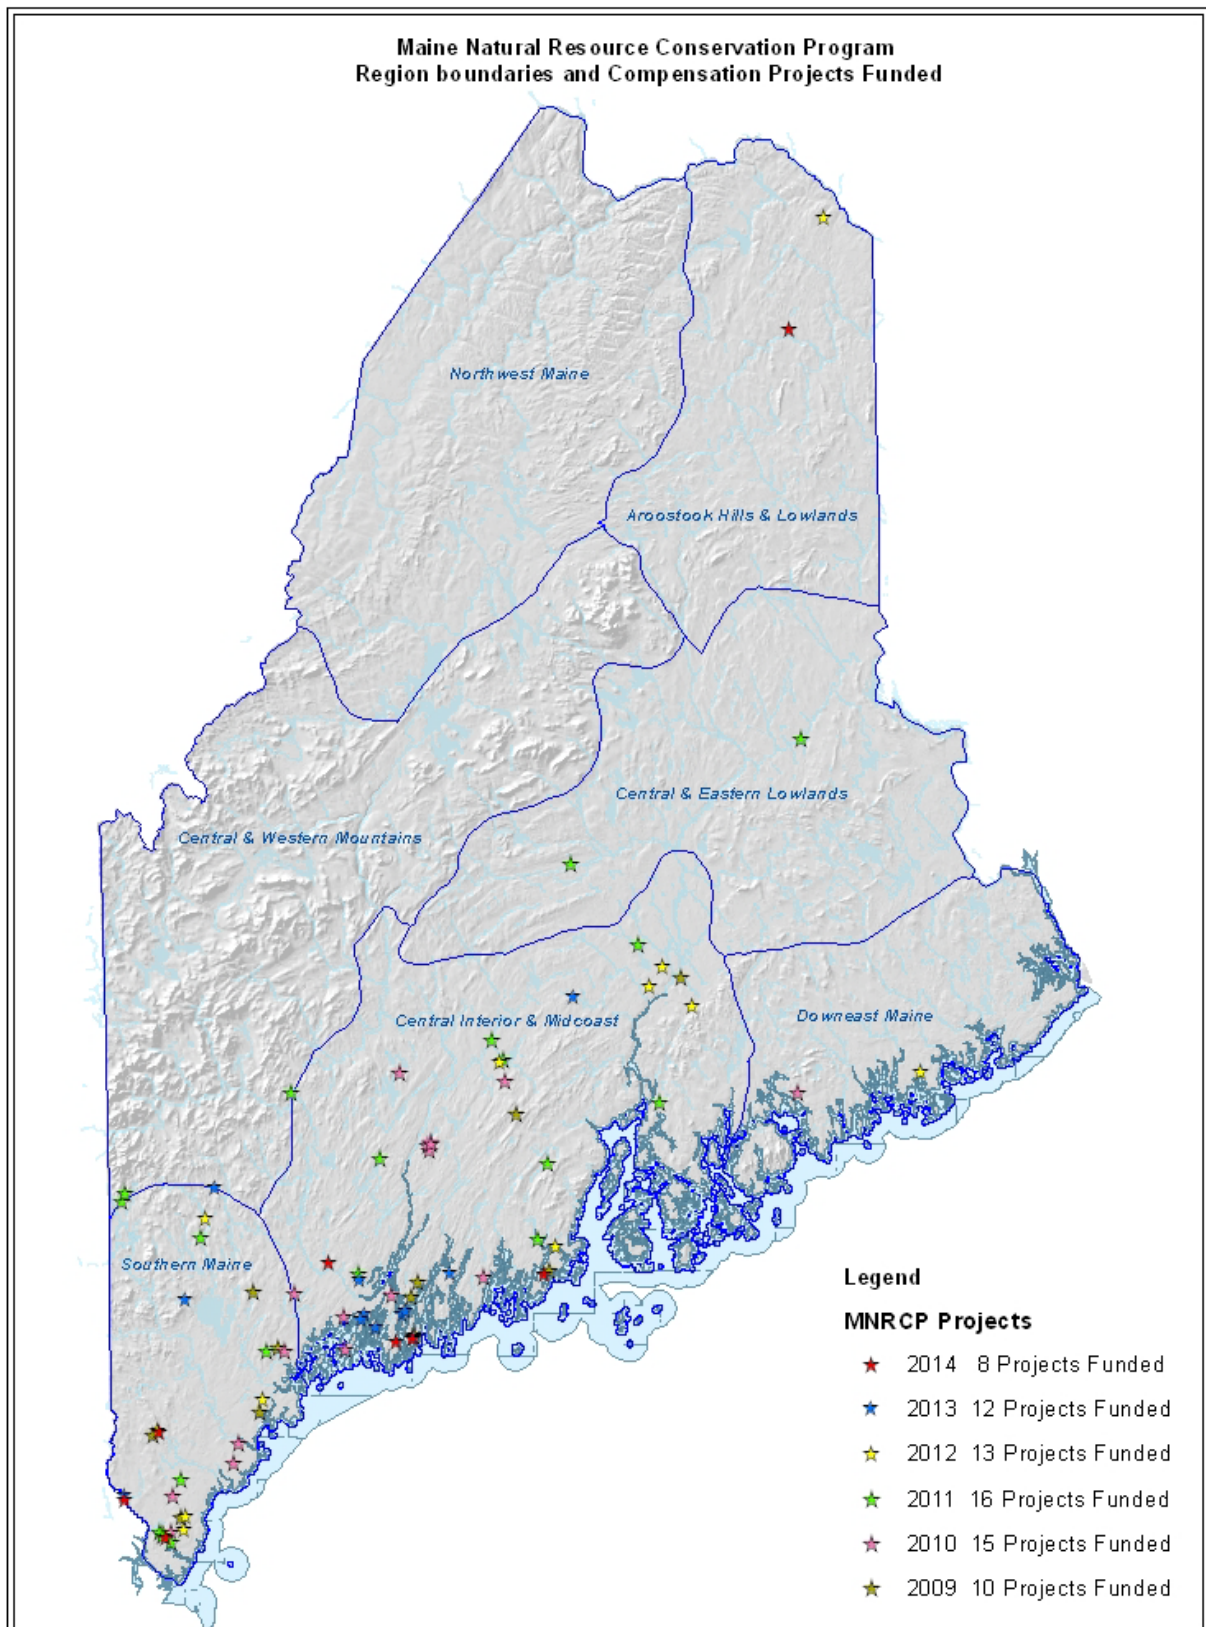 Maine Natural Resource Conservation Program
Region boundaries and Compensation Projects Funded
Northwest Maine
Aroostook Hills & Lowlands
Central & Eastern Lowlands
Central & Western Mountains
Central Interior & Midcoast
Downeast Maine
Southern Maine
Legend
MNRCP Projects
2014 8 Projects Funded
2013 12 Projects Funded
2012 13 Projects Funded
2011 16 Projects Funded
2010 15 Projects Funded
2009 10 Projects Funded